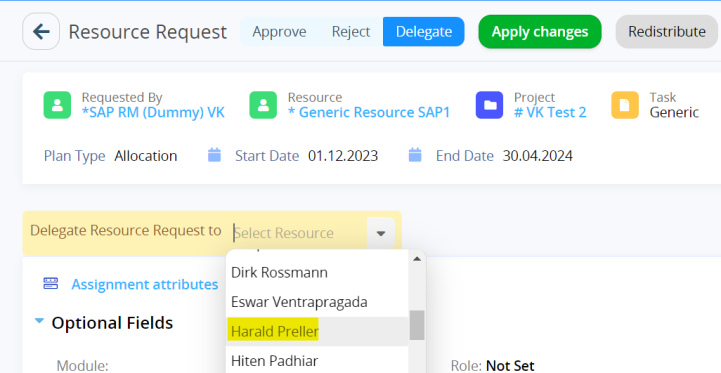 Resource Request Approve Reject Delegate Apply changes Redistribute
Requested By Resource Project Task
*SAP RM (Dummy) VK * Generic Resource SAP1 # VK Test 2 Generic
Plan Type Allocation Start Date 01.12.2023 End Date 30.04.2024
Delegate Resource Request to Select Resource
Dirk Rossmann
Assignment attributes
Eswar Ventrapragada
Optional Fields
Harald Preller
Module: Hiten Padhiar Role: Not Set